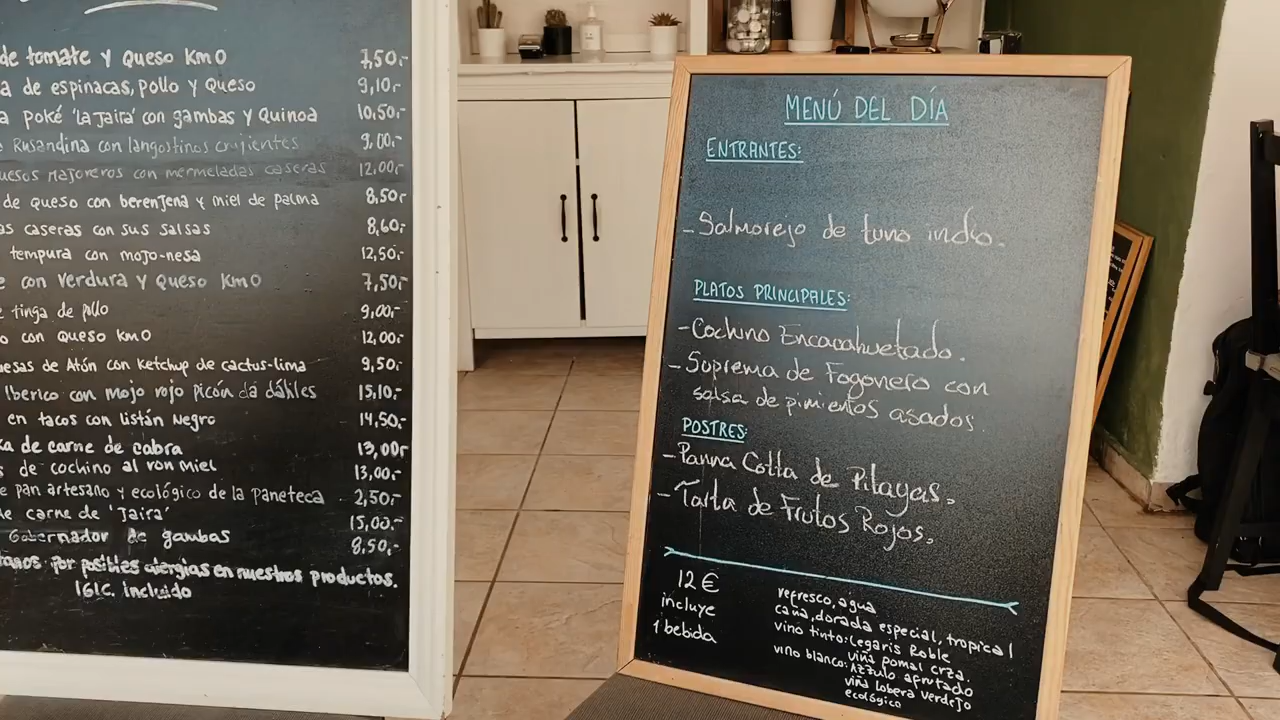 de tomate y queso Km0 7,50.-
a de espinacas, pollo y Queso 9,10.-
a poké 'La Jaira' con gambas y Quinoa 10,50.-
e Rusandina con langostinos crujientes 9,00.-
uesos Majoreros con mermeladas caseras 12,00.-
de queso con berenjena y miel de palma 8,50.-
as caseras con sus salsas 8,60.-
tempura con mojo-nesa 12,50.-
e con verdura y Queso Km0 7,50.-
e tinga de pollo 9,00.-
o con queso Km0 12,00.-
esas de Atón con Ketchup de cactus-lima 9,50.-
Iberico con mojo rojo picón da dátiles 15,10.-
en tacos con listán Negro 14,50.-
ka de carne de cabra 13,00.-
s de cochino al ron Miel 13,00.-
e pan artesano y ecológico de la paneteca 2,50.-
de carne de 'Jaira' 15,00.-
Gobernador de gambas 8,50.-
por posibles alergias en nuestros productos.
IGIC. incluido
MENÚ DEL DÍA
ENTRANTES:
- Salmorejo de tuno indio.
PLATOS PRINCIPALES:
- Cochino Encacahuetado.
- Suprema de Fogonero con
salsa de pimientos asados.
POSTRES:
- Panna Cotta de Pitayas.
- Tarta de Frutos Rojos.
12 €
incluye
1 bebida
refresco, agua
caña, dorada especial, tropical
vino tinto: Legaris Roble
viña pomal crza.
vino blanco: Azzulo afrutado
viña lobera verdejo
ecológico